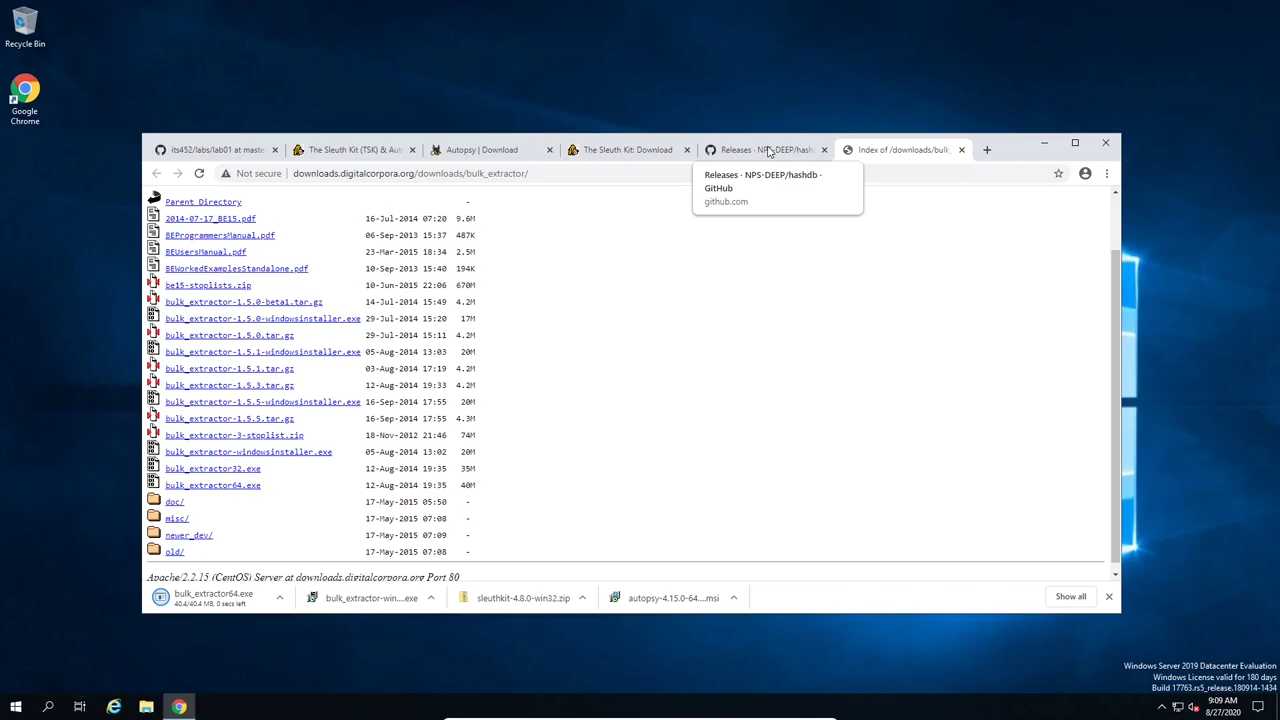 Recycle Bin
Google
Chrome
its452/labs/lab01 at maste
The Sleuth Kit (TSK) & Auto
Autopsy | Download
The Sleuth Kit: Download
Releases · NPS-DEEP/hashd
Index of /downloads/bulk_
Not secure
downloads.digitalcorpora.org/downloads/bulk_extractor/
Releases · NPS-DEEP/hashdb ·
GitHub
github.com
Parent Directory -
2014-07-17_BE15.pdf 16-Jul-2014 07:20 9.6M
BEProgrammersManual.pdf 06-Sep-2013 15:37 487K
BEUsersManual.pdf 23-Mar-2015 18:34 2.5M
BEWorkedExamplesStandalone.pdf 10-Sep-2013 15:40 194K
be15-stoplists.zip 10-Jun-2015 22:06 670M
bulk_extractor-1.5.0-beta1.tar.gz 14-Jul-2014 15:49 4.2M
bulk_extractor-1.5.0-windowsinstaller.exe 29-Jul-2014 15:20 17M
bulk_extractor-1.5.0.tar.gz 29-Jul-2014 15:11 4.2M
bulk_extractor-1.5.1-windowsinstaller.exe 05-Aug-2014 13:03 20M
bulk_extractor-1.5.1.tar.gz 03-Aug-2014 17:19 4.2M
bulk_extractor-1.5.3.tar.gz 12-Aug-2014 19:33 4.2M
bulk_extractor-1.5.5-windowsinstaller.exe 16-Sep-2014 17:55 20M
bulk_extractor-1.5.5.tar.gz 16-Sep-2014 17:55 4.3M
bulk_extractor-3-stoplist.zip 18-Nov-2012 21:46 74M
bulk_extractor-windowsinstaller.exe 05-Aug-2014 13:02 20M
bulk_extractor32.exe 12-Aug-2014 19:35 35M
bulk_extractor64.exe 12-Aug-2014 19:35 40M
doc/ 17-May-2015 05:50 -
misc/ 17-May-2015 07:08 -
newer_dev/ 17-May-2015 07:09 -
old/ 17-May-2015 07:08 -
Apache/2.2.15 (CentOS) Server at downloads.digitalcorpora.org Port 80
bulk_extractor64.exe
40.4/40.4 MB, 0 secs left
bulk_extractor-win....exe
sleuthkit-4.8.0-win32.zip
autopsy-4.15.0-64....msi
Show all
Windows Server 2019 Datacenter Evaluation
Windows License valid for 180 days
Build 17763.rs5_release.180914-1434
9:09 AM
8/27/2020